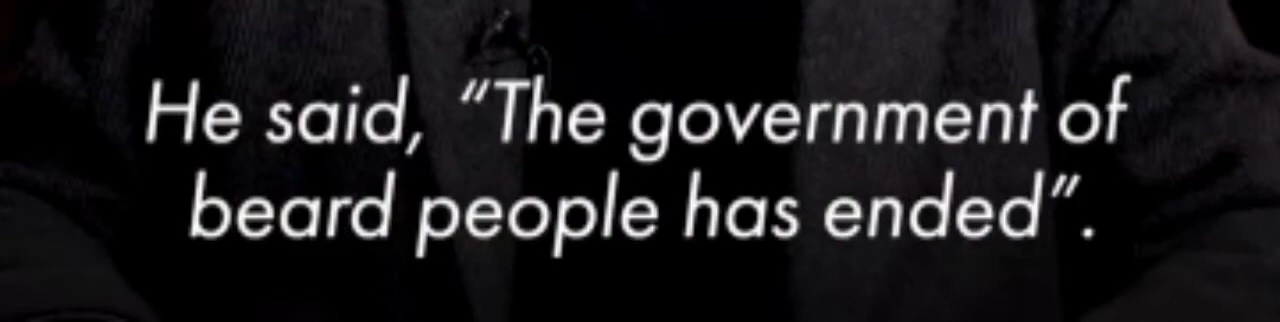 He said, “The government of
beard people has ended”.